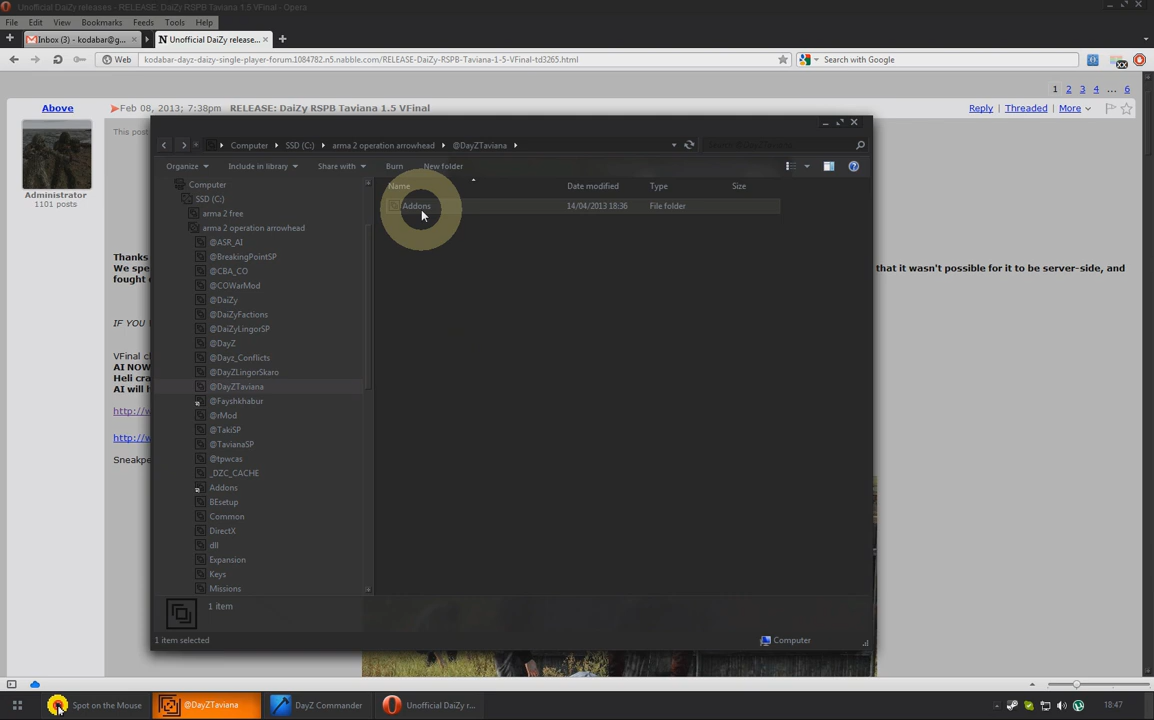 Unofficial DaiZy releases - RELEASE: DaiZy RSPB Taviana 1.5 VFinal - Opera
File Edit View Bookmarks Feeds Tools Help
Inbox (3) - kodabar@g... Unofficial DaiZy release...
Web kodabar-dayz-daizy-single-player-forum.1084782.n5.nabble.com/RELEASE-DaiZy-RSPB-Taviana-1-5-VFinal-td3265.html Search with Google
1 2 3 4 ... 6
Above Feb 08, 2013; 7:38pm RELEASE: DaiZy RSPB Taviana 1.5 VFinal Reply Threaded More
This post
Administrator
1101 posts
Thanks
We spe that it wasn't possible for it to be server-side, and
fought
IF YOU
VFinal c
AI NOW
Heli cra
AI will h
http://w
http://w
Sneakpe
Computer SSD (C:) arma 2 operation arrowhead @DayZTaviana
Organize Include in library Share with Burn New folder
Name Date modified Type Size
Addons 14/04/2013 18:36 File folder
Computer
SSD (C:)
arma 2 free
arma 2 operation arrowhead
@ASR_AI
@BreakingPointSP
@CBA_CO
@COWarMod
@DaiZy
@DaiZyFactions
@DaiZyLingorSP
@DayZ
@Dayz_Conflicts
@DayZLingorSkaro
@DayZTaviana
@Fayshkhabur
@rMod
@TakiSP
@TavianaSP
@tpwcas
_DZC_CACHE
Addons
BEsetup
Common
DirectX
dll
Expansion
Keys
Missions
1 item
1 item selected Computer
Spot on the Mouse @DayZTaviana DayZ Commander Unofficial DaiZy r... 18:47